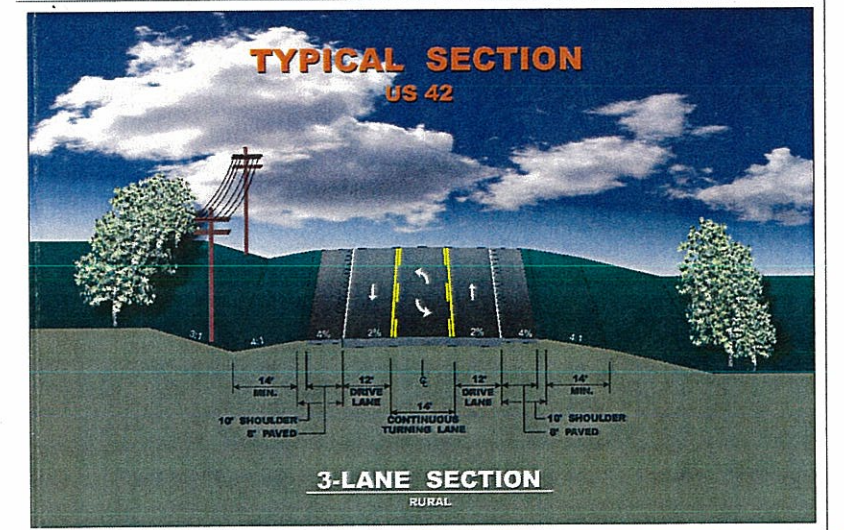 TYPICAL SECTION
US 42
3:1
4:1
4%
2%
2%
4%
4:1
14' MIN.
12' DRIVE LANE
℄
12' DRIVE LANE
14' MIN.
14'
CONTINUOUS TURNING LANE
10' SHOULDER
8' PAVED
10' SHOULDER
8' PAVED
3-LANE SECTION
RURAL